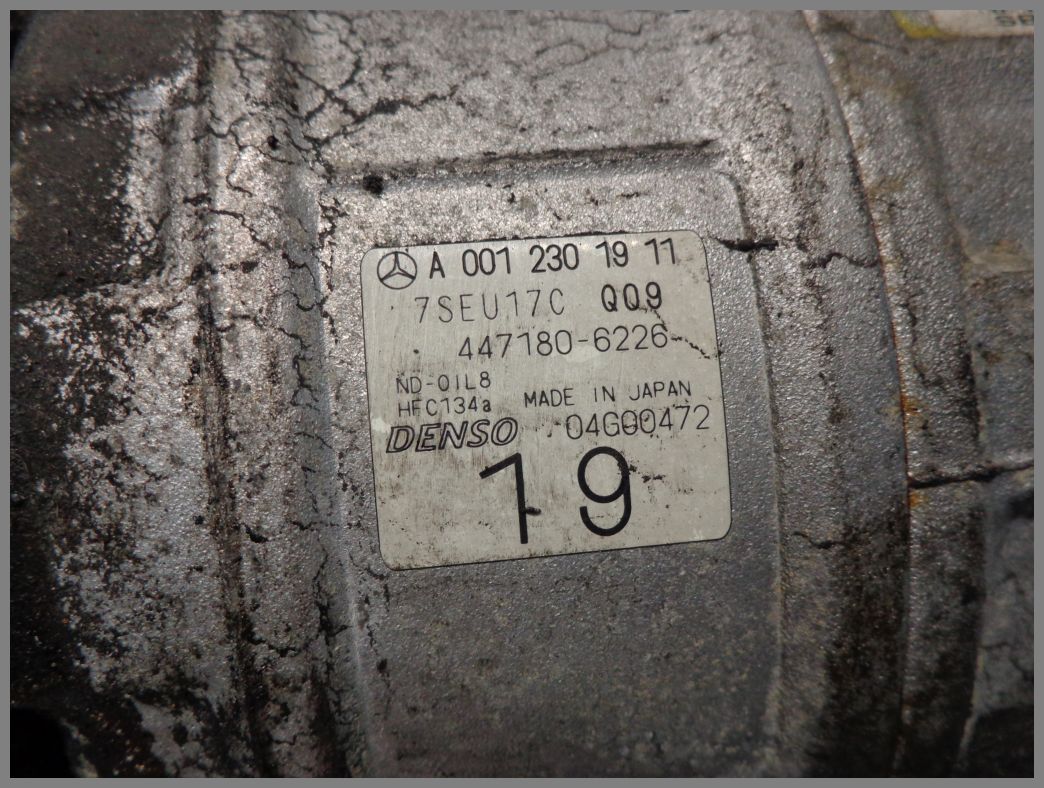 A 001 230 19 11
7SEU17C QQ9
447180-6226
ND-OIL8
HFC134a MADE IN JAPAN
DENSO 04G00472
19